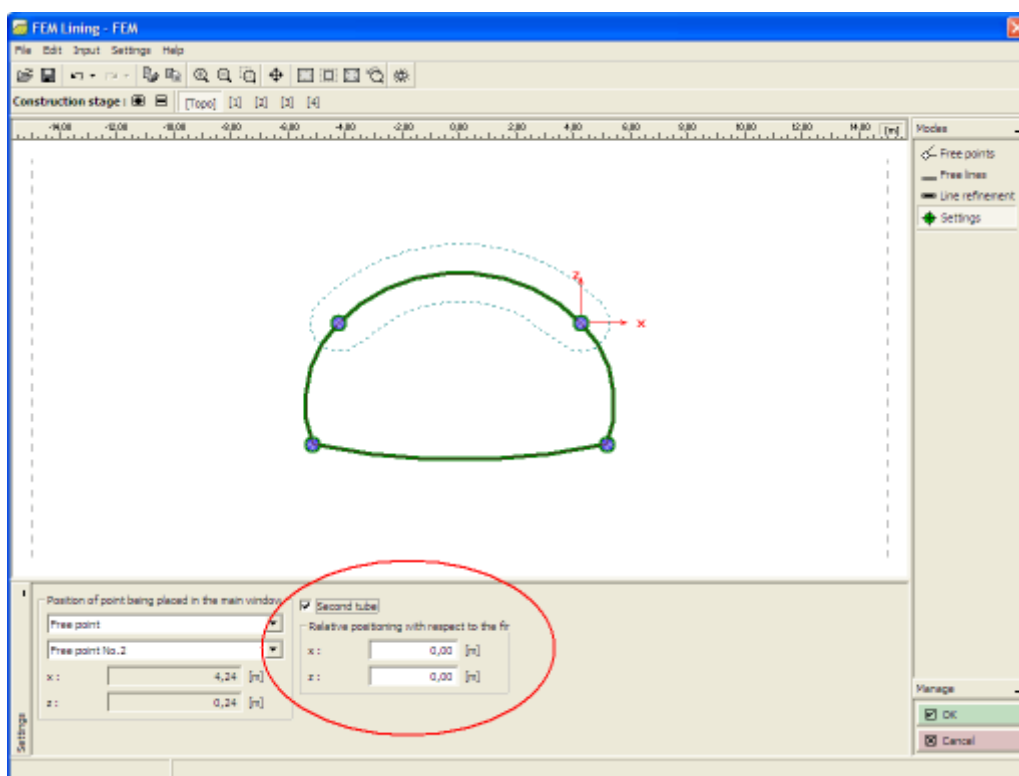 FEM Lining - FEM
File Edit Input Settings Help
Construction stage: [Topo] [1] [2] [3] [4]
-14,00 -12,00 -10,00 -8,00 -6,00 -4,00 -2,00 0,00 2,00 4,00 6,00 8,00 10,00 12,00 14,00 [m]
Modes
Free points
Free lines
Line refinement
Settings
z
x
Position of point being placed in the main window
Free point
Free point No.2
x: 4,24 [m]
z: 0,24 [m]
Second tube
Relative positioning with respect to the fir
x: 0,00 [m]
z: 0,00 [m]
Settings
Manage
OK
Cancel